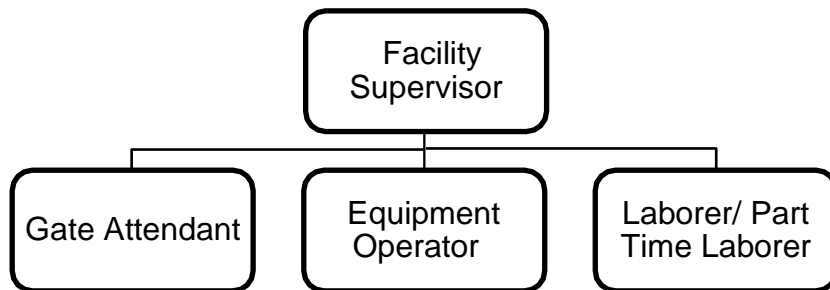 Facility
Supervisor
Gate Attendant
Equipment
Operator
Laborer/ Part
Time Laborer